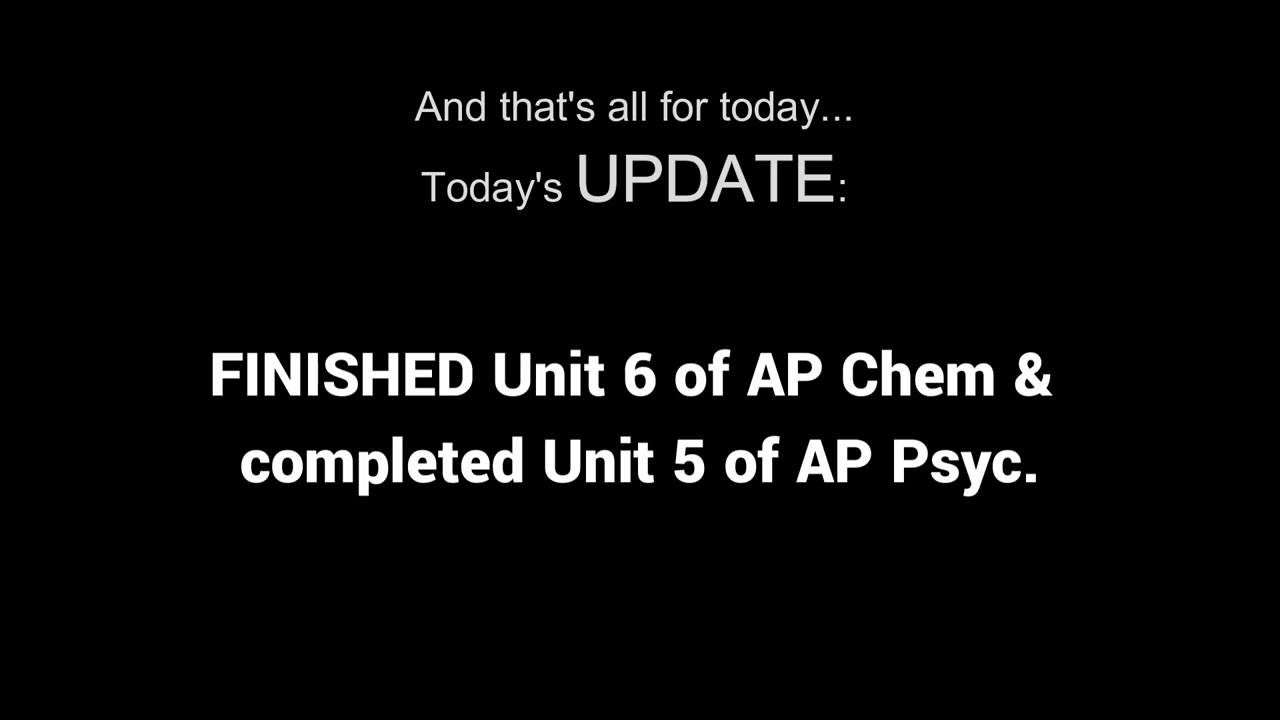 And that's all for today...
Today's UPDATE:
FINISHED Unit 6 of AP Chem &
completed Unit 5 of AP Psyc.